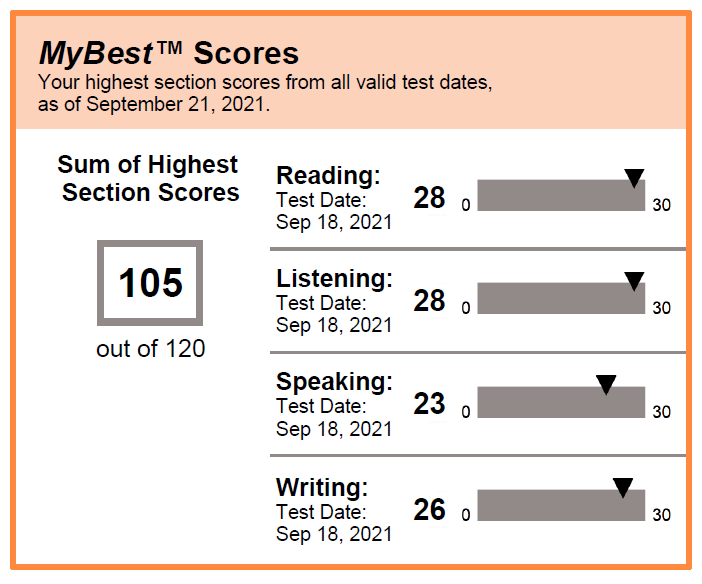 MyBest™ Scores
Your highest section scores from all valid test dates,
as of September 21, 2021.
Sum of Highest
Section Scores
105
out of 120
Reading:
Test Date:
Sep 18, 2021
28
0
30
Listening:
Test Date:
Sep 18, 2021
28
0
30
Speaking:
Test Date:
Sep 18, 2021
23
0
30
Writing:
Test Date:
Sep 18, 2021
26
0
30